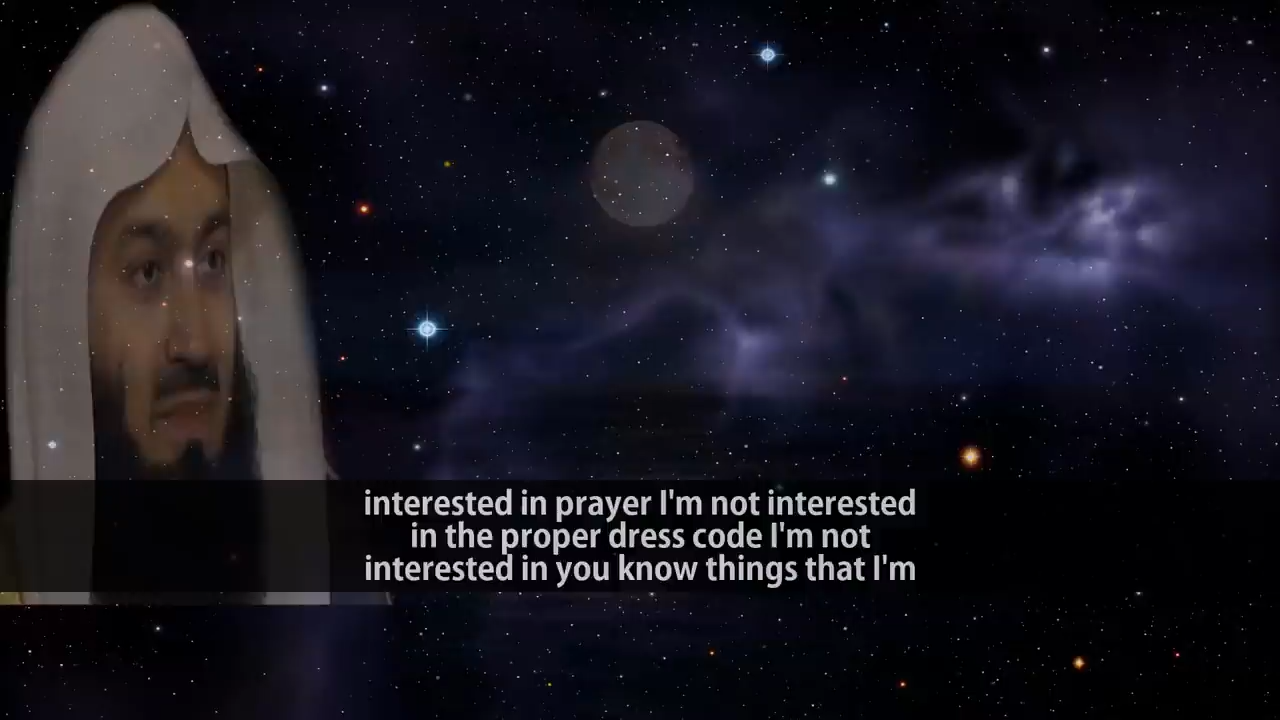 interested in prayer I'm not interested
in the proper dress code I'm not
interested in you know things that I'm